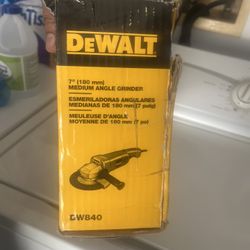 DEWALT
7" (180 mm)
MEDIUM ANGLE GRINDER
ESMERILADORAS ANGULARES
MEDIANAS DE 180 mm (7 pulg)
MEULEUSE D'ANGLE
MOYENNE DE 180 mm (7 po)
DW840